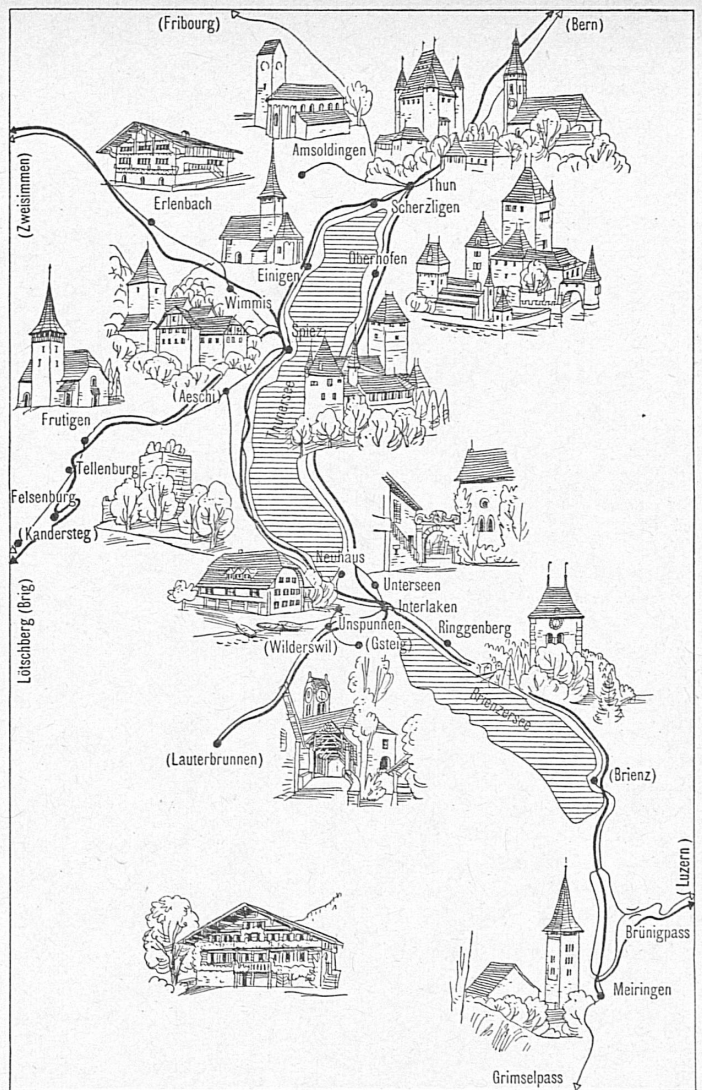 (Fribourg)
(Bern)
Amsoldingen
(Zweisimmen)
Erlenbach
Thun
Scherzligen
Einigen
Oberhofen
Wimmis
Spiez
(Aeschi)
Thunersee
Frutigen
Tellenburg
Felsenburg
(Kandersteg)
Lötschberg (Brig)
Neuhaus
Unterseen
Interlaken
Unspunnen
Ringgenberg
(Wilderswil)
(Gsteig)
Brienzersee
(Lauterbrunnen)
(Brienz)
(Luzern)
Brünigpass
Meiringen
Grimselpass